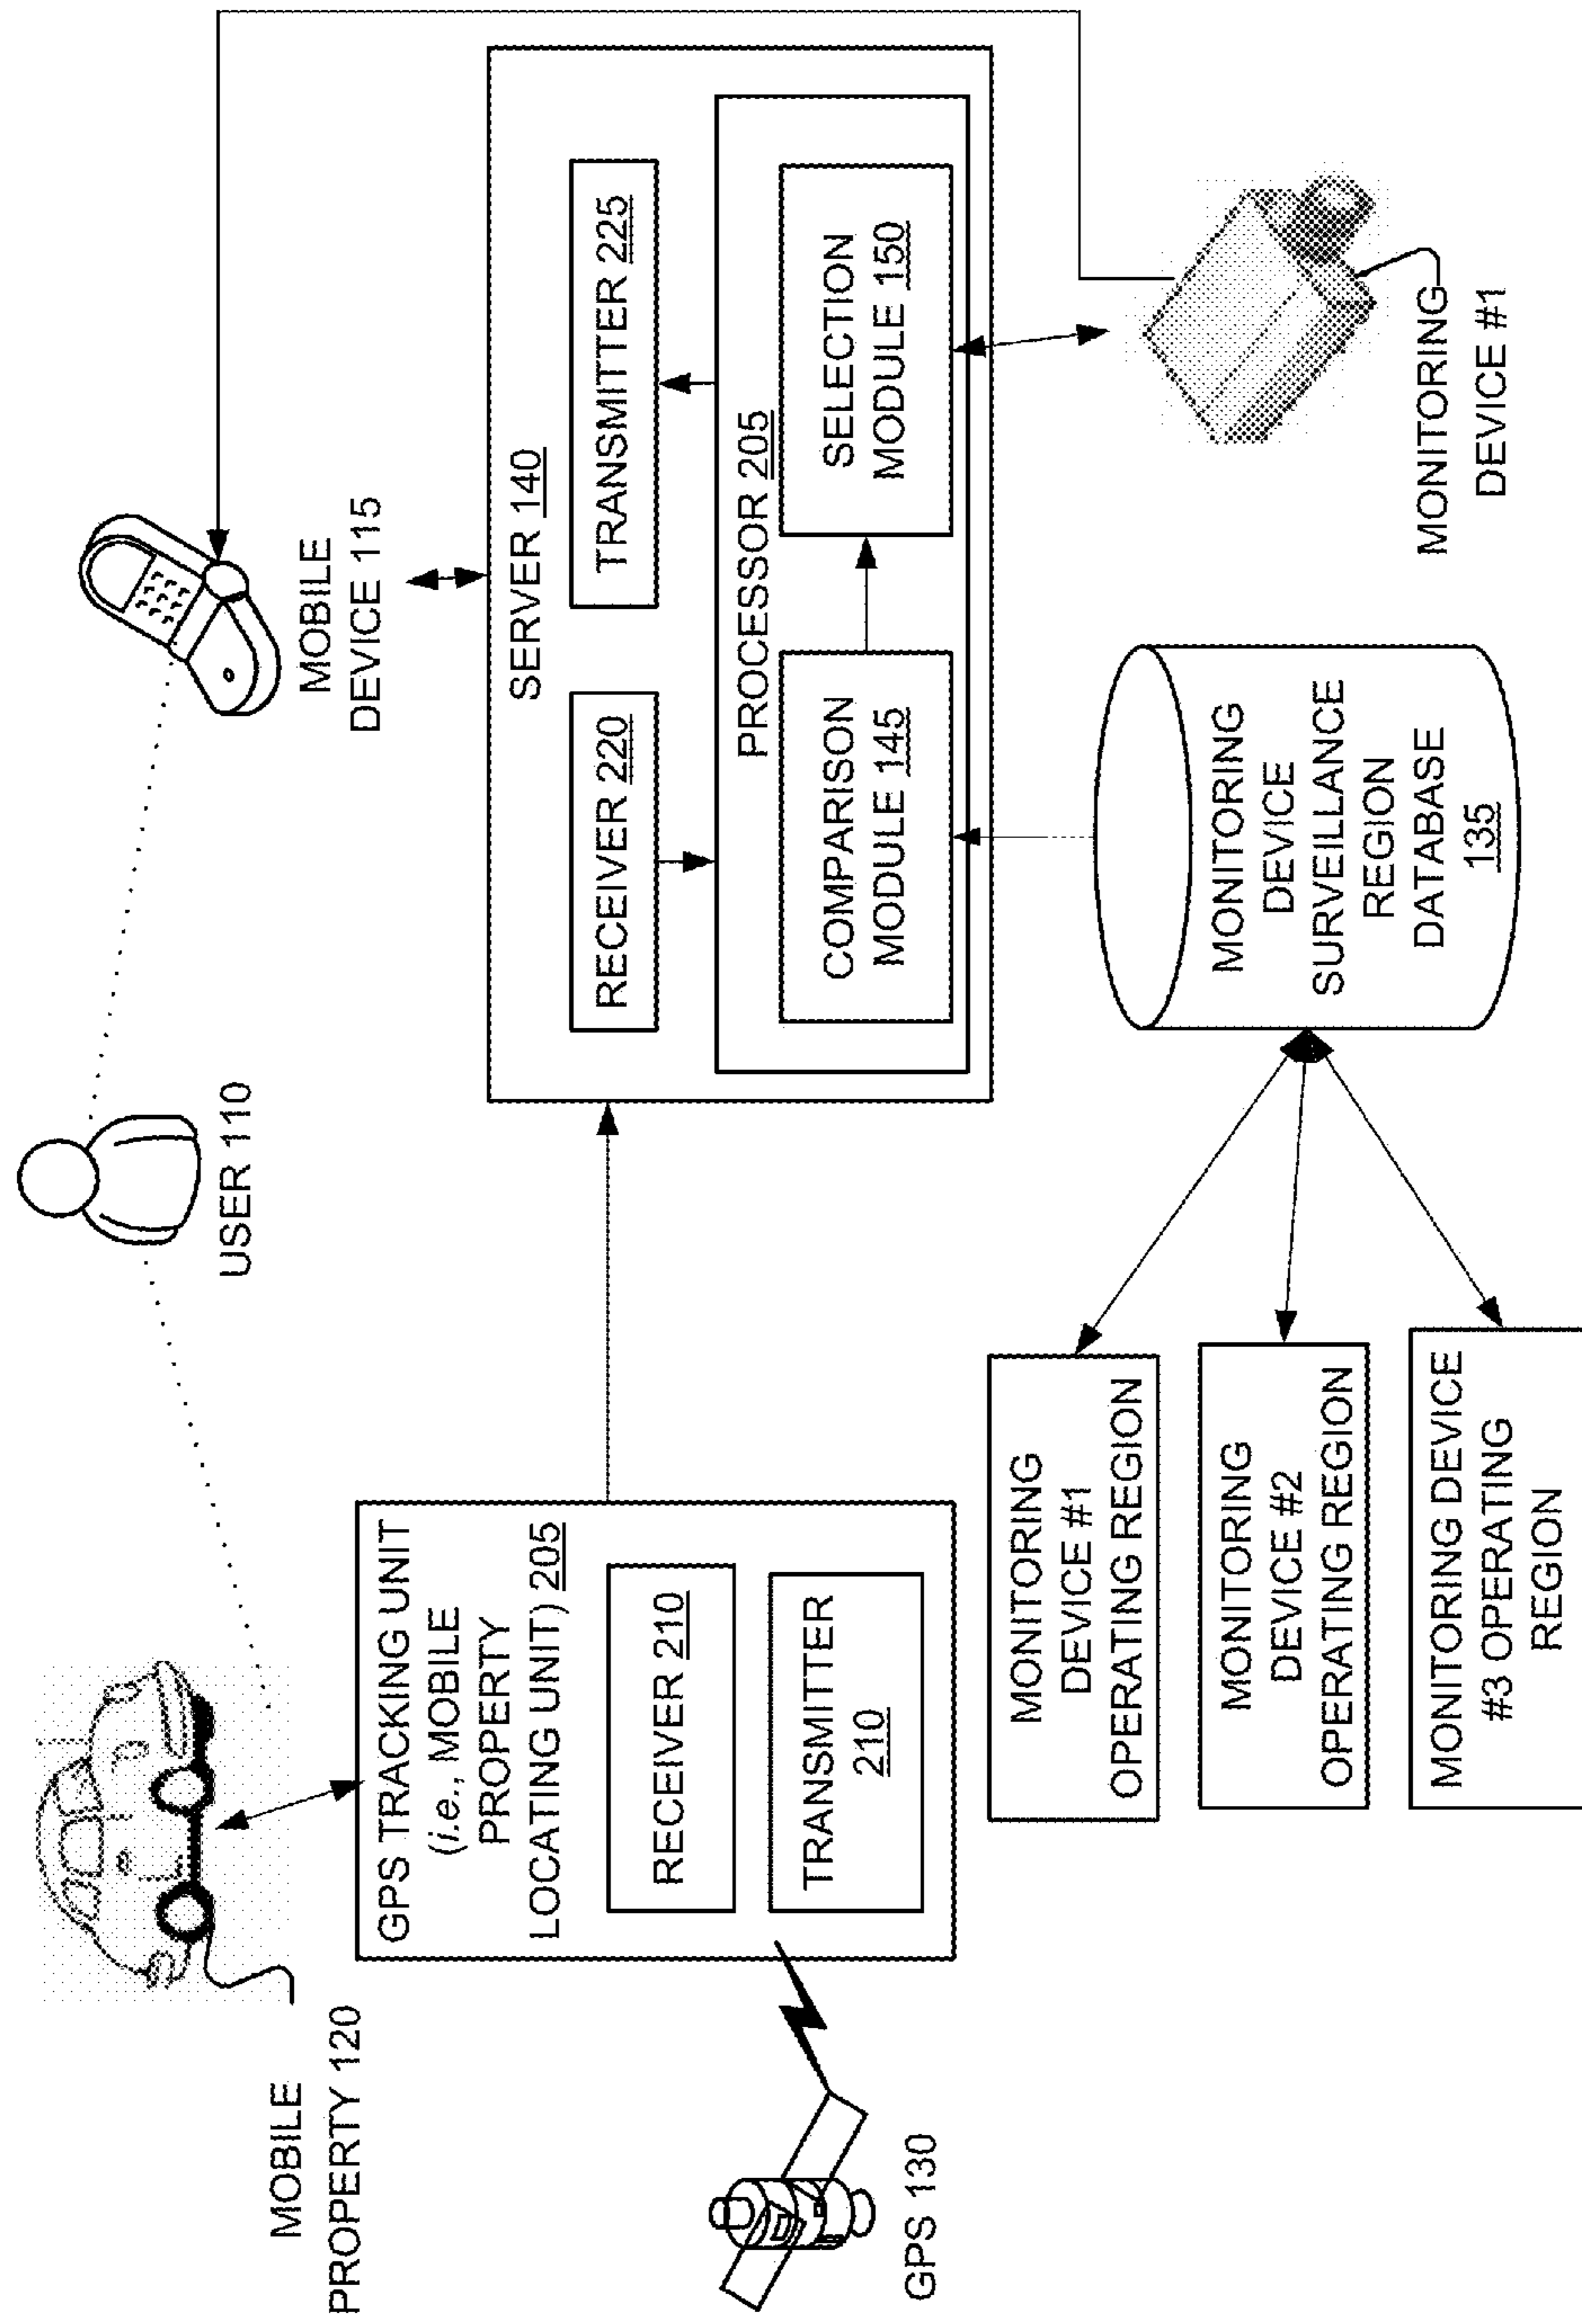 USER 110
MOBILE
PROPERTY 120
MOBILE
DEVICE 115
GPS TRACKING UNIT
(i.e., MOBILE
PROPERTY
LOCATING UNIT) 205
RECEIVER 210
TRANSMITTER
210
GPS 130
SERVER 140
RECEIVER 220
TRANSMITTER 225
PROCESSOR 205
COMPARISON
MODULE 145
SELECTION
MODULE 150
MONITORING
DEVICE #1
OPERATING REGION
MONITORING
DEVICE #2
OPERATING REGION
MONITORING DEVICE
#3 OPERATING
REGION
MONITORING
DEVICE
SURVEILLANCE
REGION
DATABASE
135
MONITORING
DEVICE #1